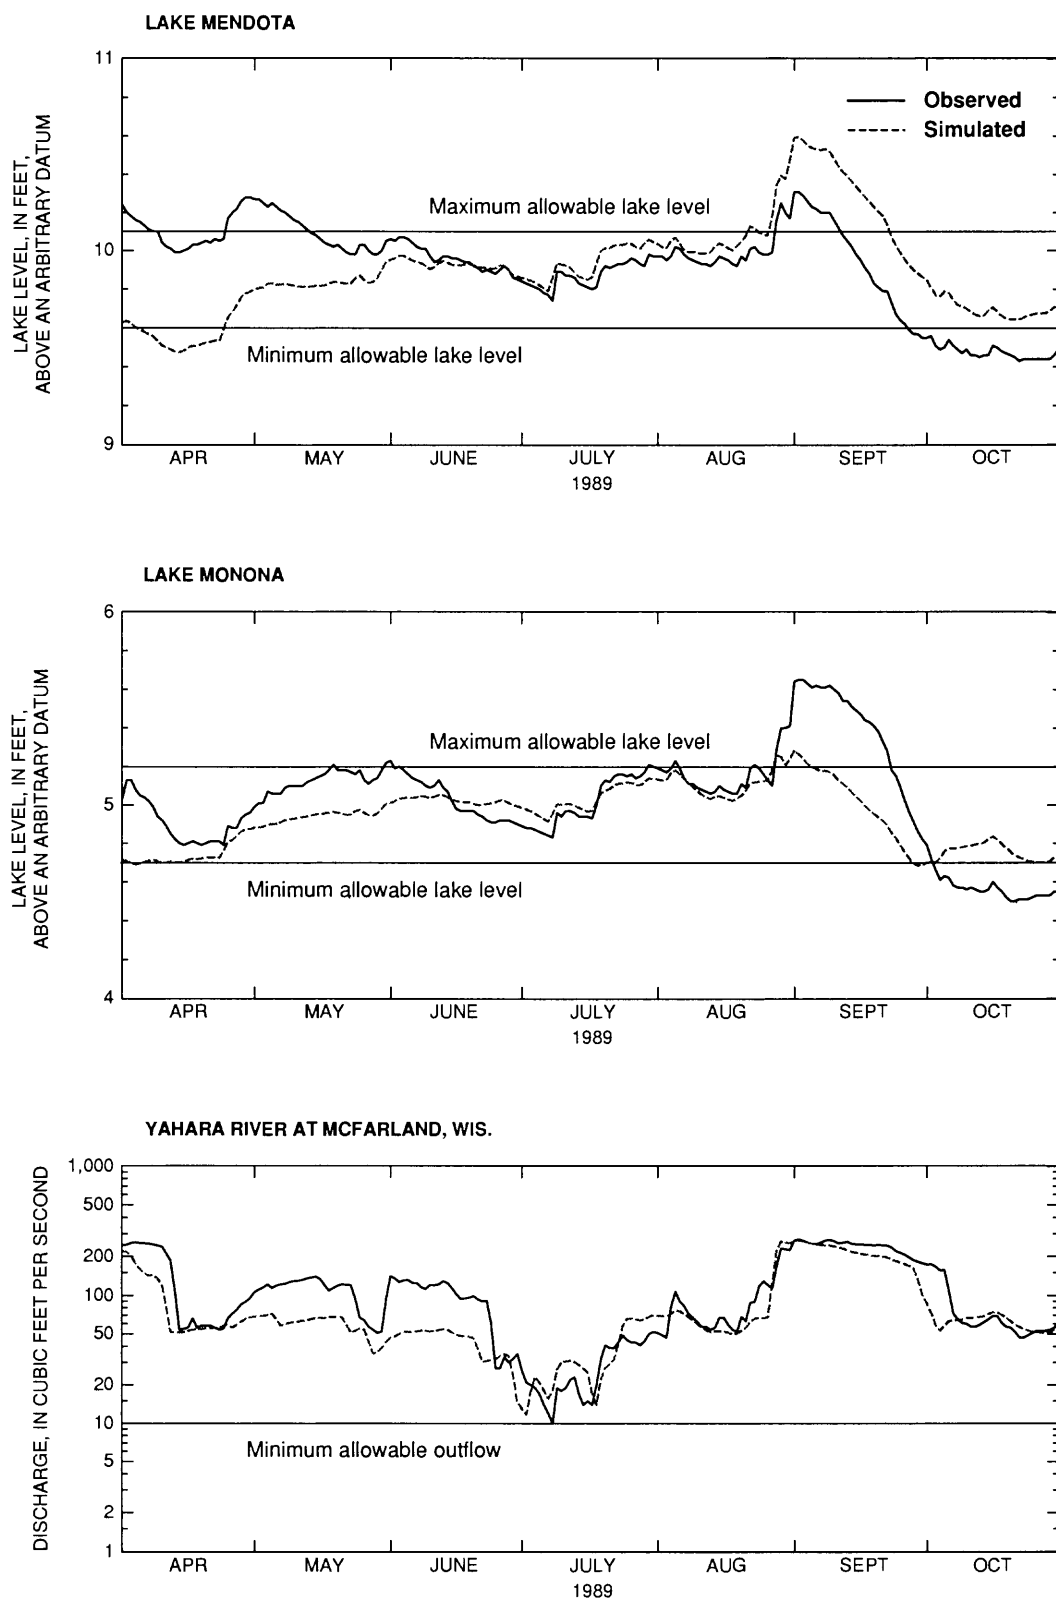 LAKE MENDOTA
11
10
9
LAKE LEVEL, IN FEET,
ABOVE AN ARBITRARY DATUM
Observed
Simulated
Maximum allowable lake level
Minimum allowable lake level
APR MAY JUNE JULY AUG SEPT OCT
1989
LAKE MONONA
6
5
4
LAKE LEVEL, IN FEET,
ABOVE AN ARBITRARY DATUM
Maximum allowable lake level
Minimum allowable lake level
APR MAY JUNE JULY AUG SEPT OCT
1989
YAHARA RIVER AT MCFARLAND, WIS.
1,000
500
200
100
50
20
10
5
2
1
DISCHARGE, IN CUBIC FEET PER SECOND
Minimum allowable outflow
APR MAY JUNE JULY AUG SEPT OCT
1989